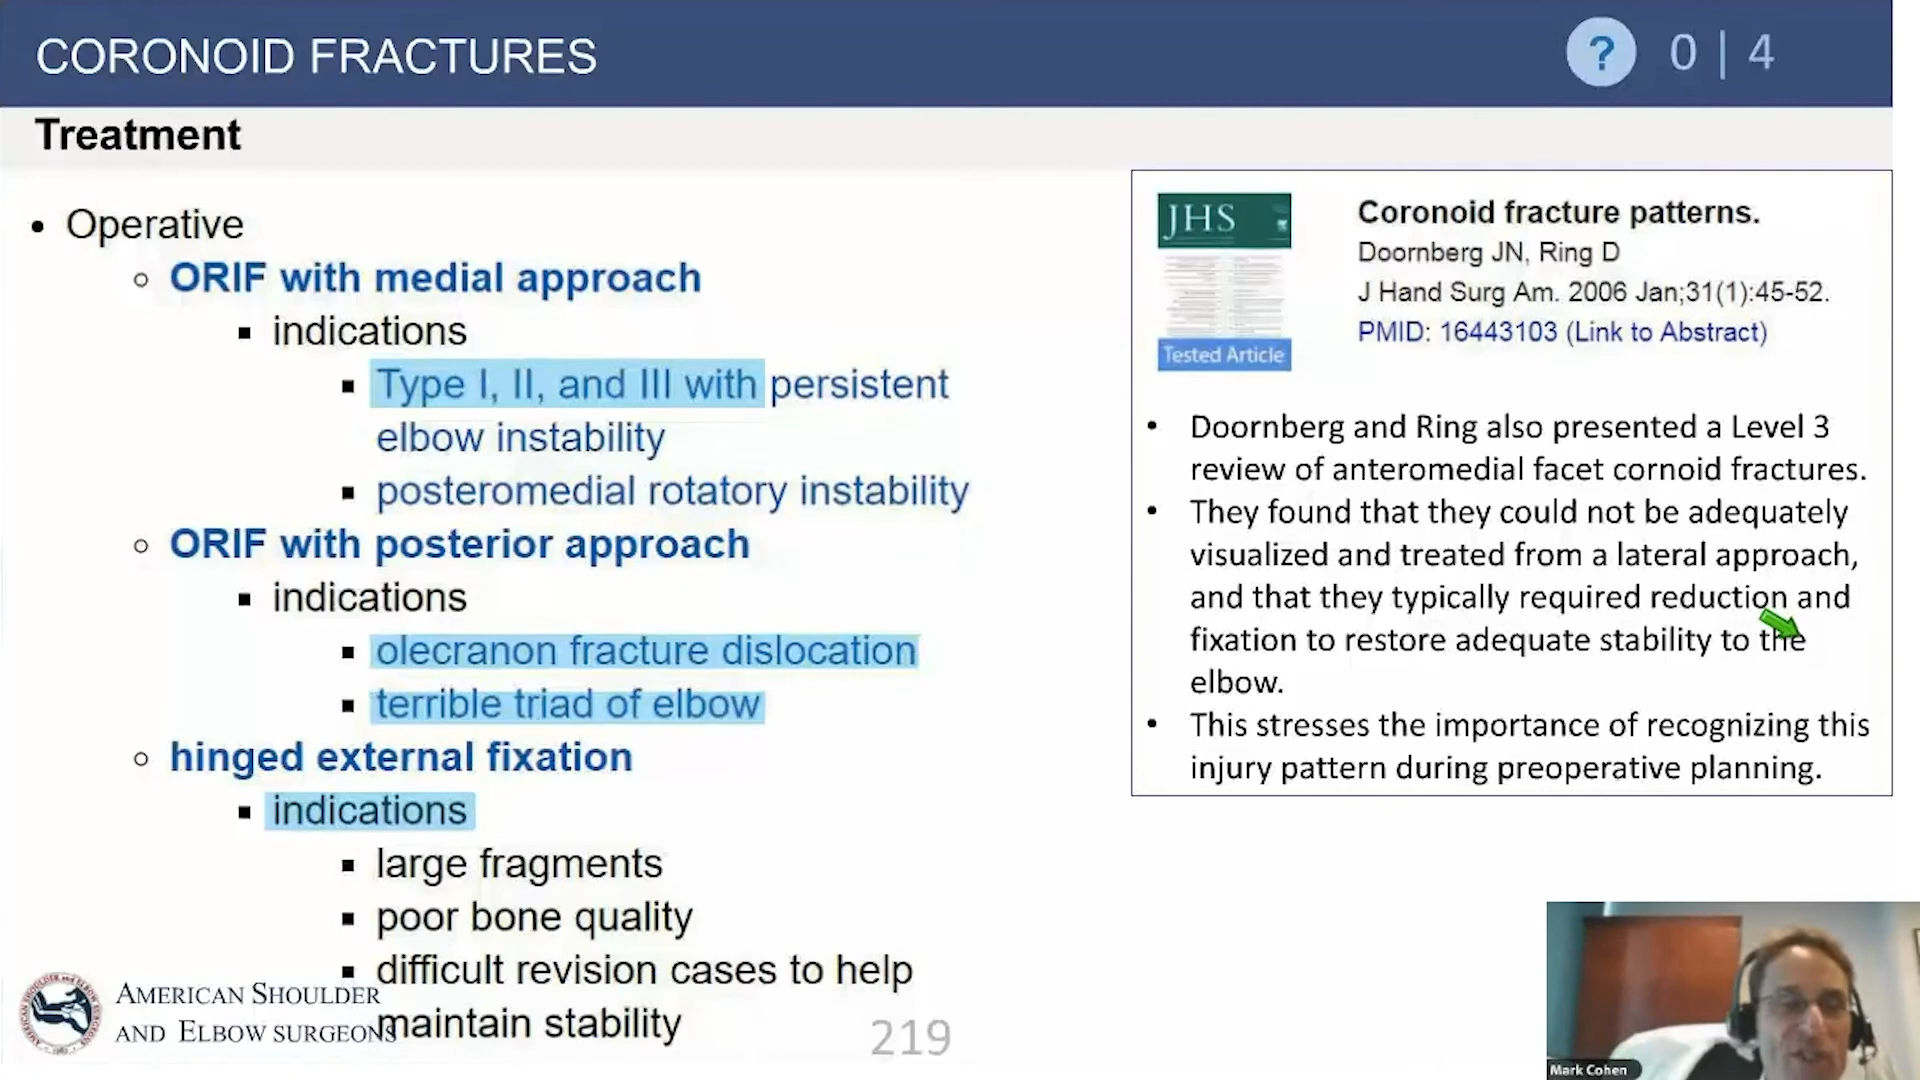 CORONOID FRACTURES
? 0 | 4
Treatment
• Operative
○ ORIF with medial approach
▪ indications
▪ Type I, II, and III with persistent
elbow instability
▪ posteromedial rotatory instability
○ ORIF with posterior approach
▪ indications
▪ olecranon fracture dislocation
▪ terrible triad of elbow
○ hinged external fixation
▪ indications
▪ large fragments
▪ poor bone quality
▪ difficult revision cases to help
maintain stability
JHS
Tested Article
Coronoid fracture patterns.
Doornberg JN, Ring D
J Hand Surg Am. 2006 Jan;31(1):45-52.
PMID: 16443103 (Link to Abstract)
• Doornberg and Ring also presented a Level 3
review of anteromedial facet cornoid fractures.
• They found that they could not be adequately
visualized and treated from a lateral approach,
and that they typically required reduction and
fixation to restore adequate stability to the
elbow.
• This stresses the importance of recognizing this
injury pattern during preoperative planning.
AMERICAN SHOULDER
AND ELBOW SURGEONS
219
Mark Cohen